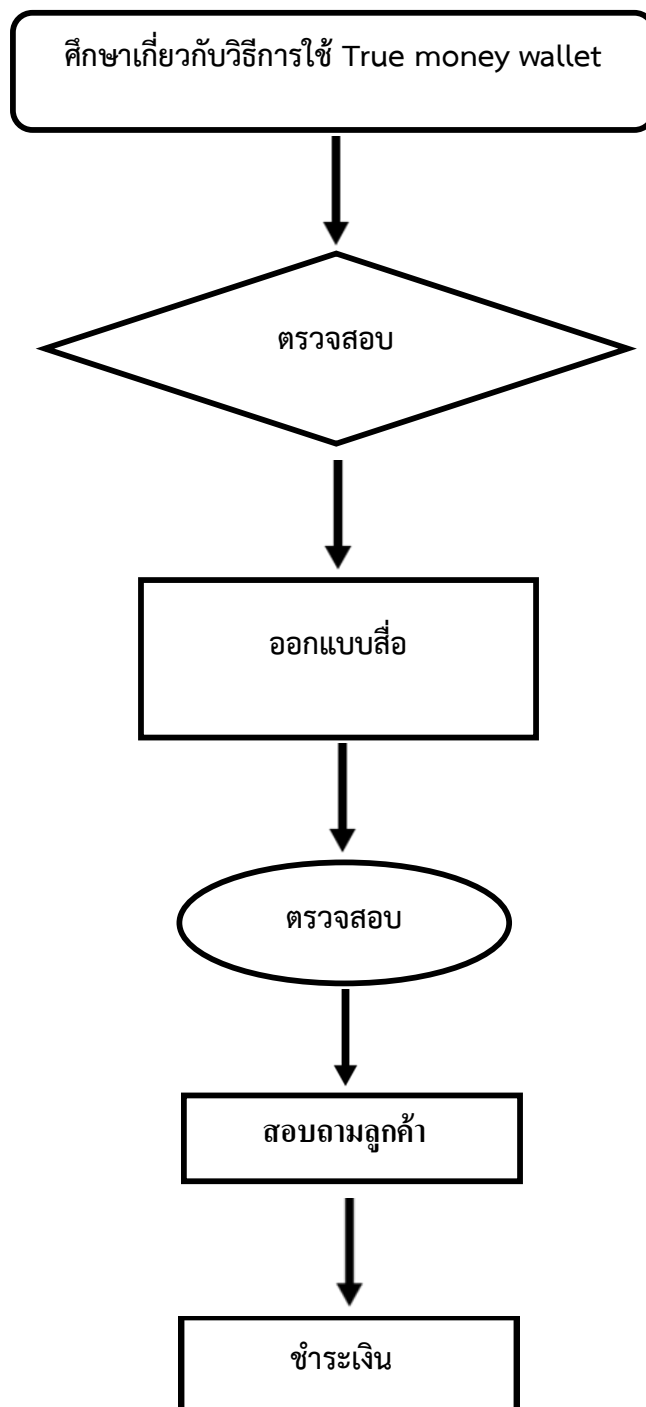 ศึกษาเกี่ยวกับวิธีการใช้ True money wallet
ตรวจสอบ
ออกแบบสื่อ
ตรวจสอบ
สอบถามลูกค้า
ชำระเงิน